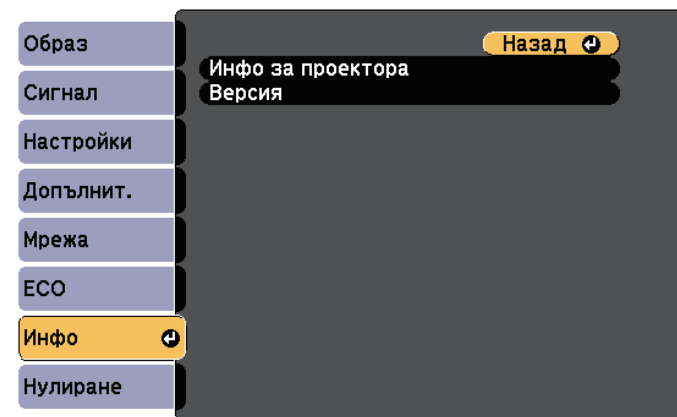 Образ
Сигнал
Настройки
Допълнит.
Мрежа
ECO
Инфо
Нулиране
Назад
Инфо за проектора
Версия